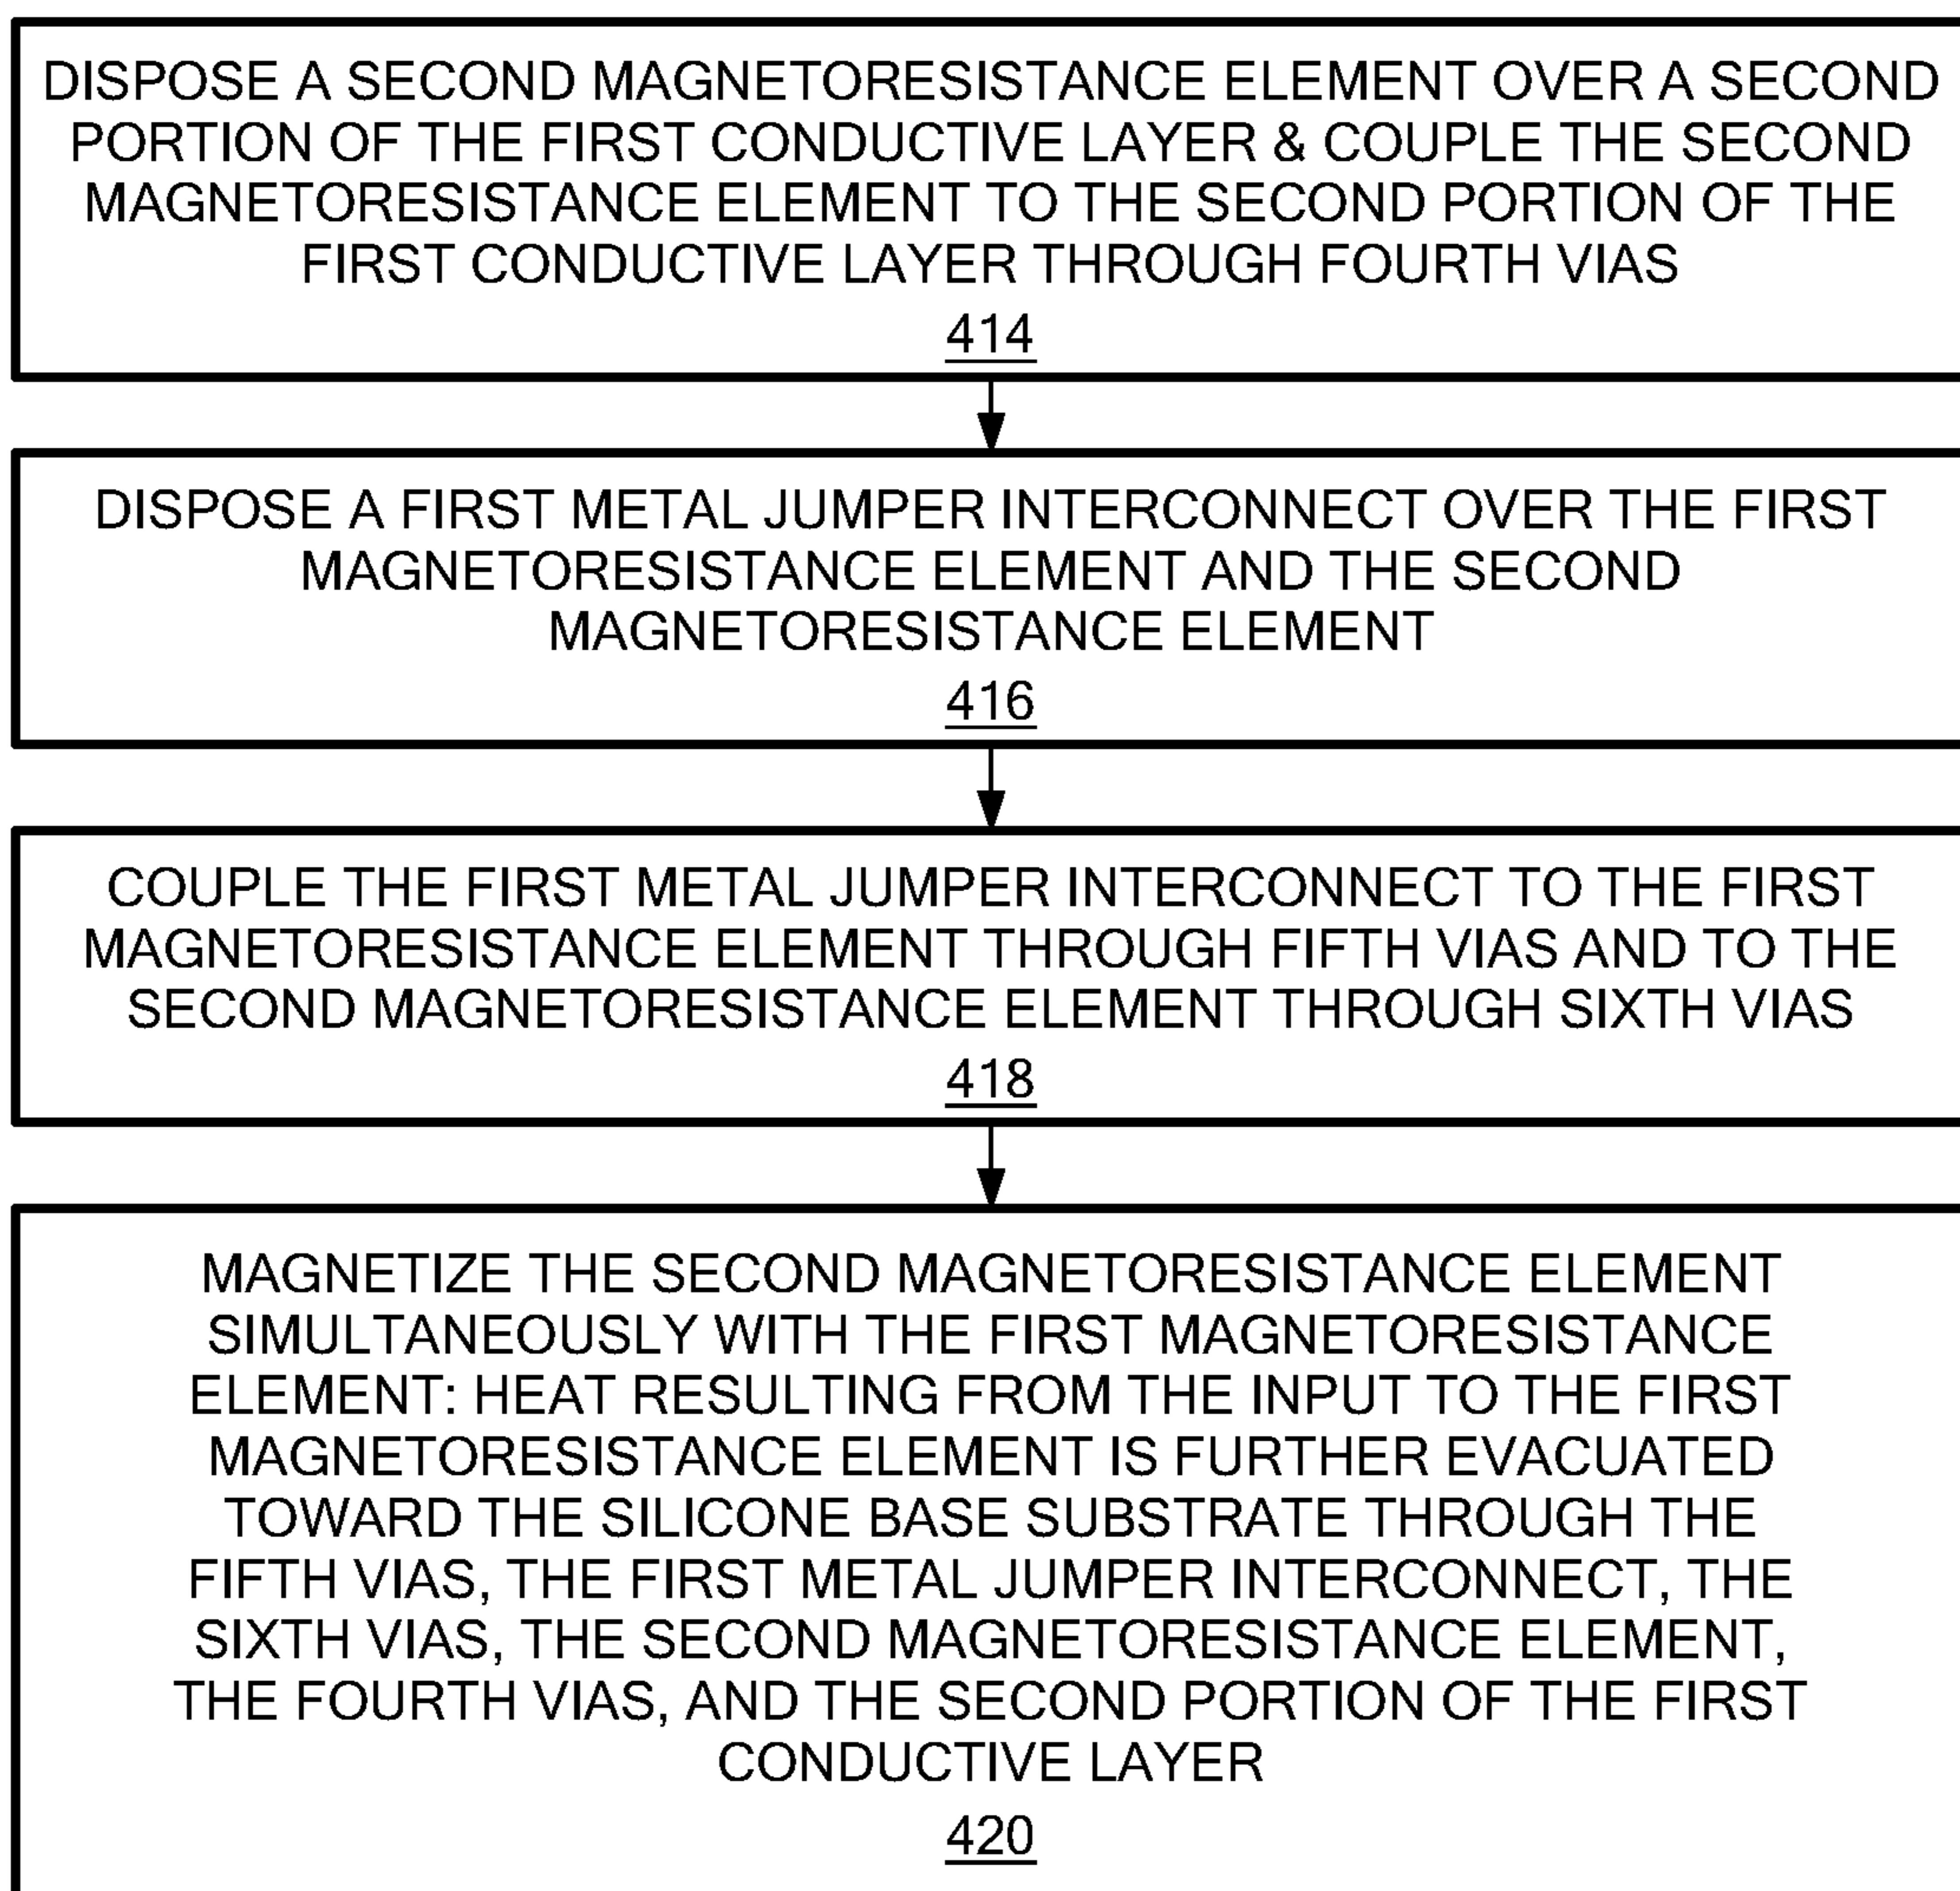 DISPOSE A SECOND MAGNETORESISTANCE ELEMENT OVER A SECOND
PORTION OF THE FIRST CONDUCTIVE LAYER & COUPLE THE SECOND
MAGNETORESISTANCE ELEMENT TO THE SECOND PORTION OF THE
FIRST CONDUCTIVE LAYER THROUGH FOURTH VIAS
414
DISPOSE A FIRST METAL JUMPER INTERCONNECT OVER THE FIRST
MAGNETORESISTANCE ELEMENT AND THE SECOND
MAGNETORESISTANCE ELEMENT
416
COUPLE THE FIRST METAL JUMPER INTERCONNECT TO THE FIRST
MAGNETORESISTANCE ELEMENT THROUGH FIFTH VIAS AND TO THE
SECOND MAGNETORESISTANCE ELEMENT THROUGH SIXTH VIAS
418
MAGNETIZE THE SECOND MAGNETORESISTANCE ELEMENT
SIMULTANEOUSLY WITH THE FIRST MAGNETORESISTANCE
ELEMENT: HEAT RESULTING FROM THE INPUT TO THE FIRST
MAGNETORESISTANCE ELEMENT IS FURTHER EVACUATED
TOWARD THE SILICONE BASE SUBSTRATE THROUGH THE
FIFTH VIAS, THE FIRST METAL JUMPER INTERCONNECT, THE
SIXTH VIAS, THE SECOND MAGNETORESISTANCE ELEMENT,
THE FOURTH VIAS, AND THE SECOND PORTION OF THE FIRST
CONDUCTIVE LAYER
420